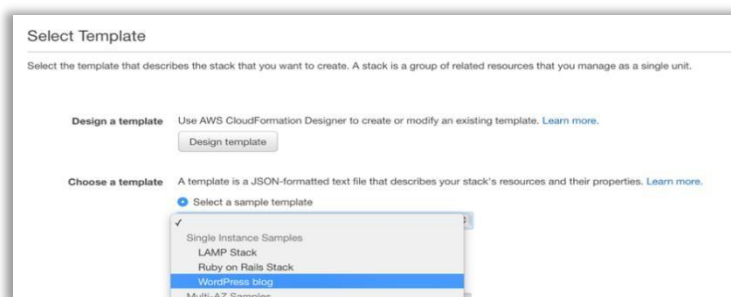 Select Template
Select the template that describes the stack that you want to create. A stack is a group of related resources that you manage as a single unit.
Design a template Use AWS CloudFormation Designer to create or modify an existing template. Learn more.
Design template
Choose a template A template is a JSON-formatted text file that describes your stack's resources and their properties. Learn more.
Select a sample template
Single Instance Samples
LAMP Stack
Ruby on Rails Stack
WordPress blog
Multi-AZ Samples